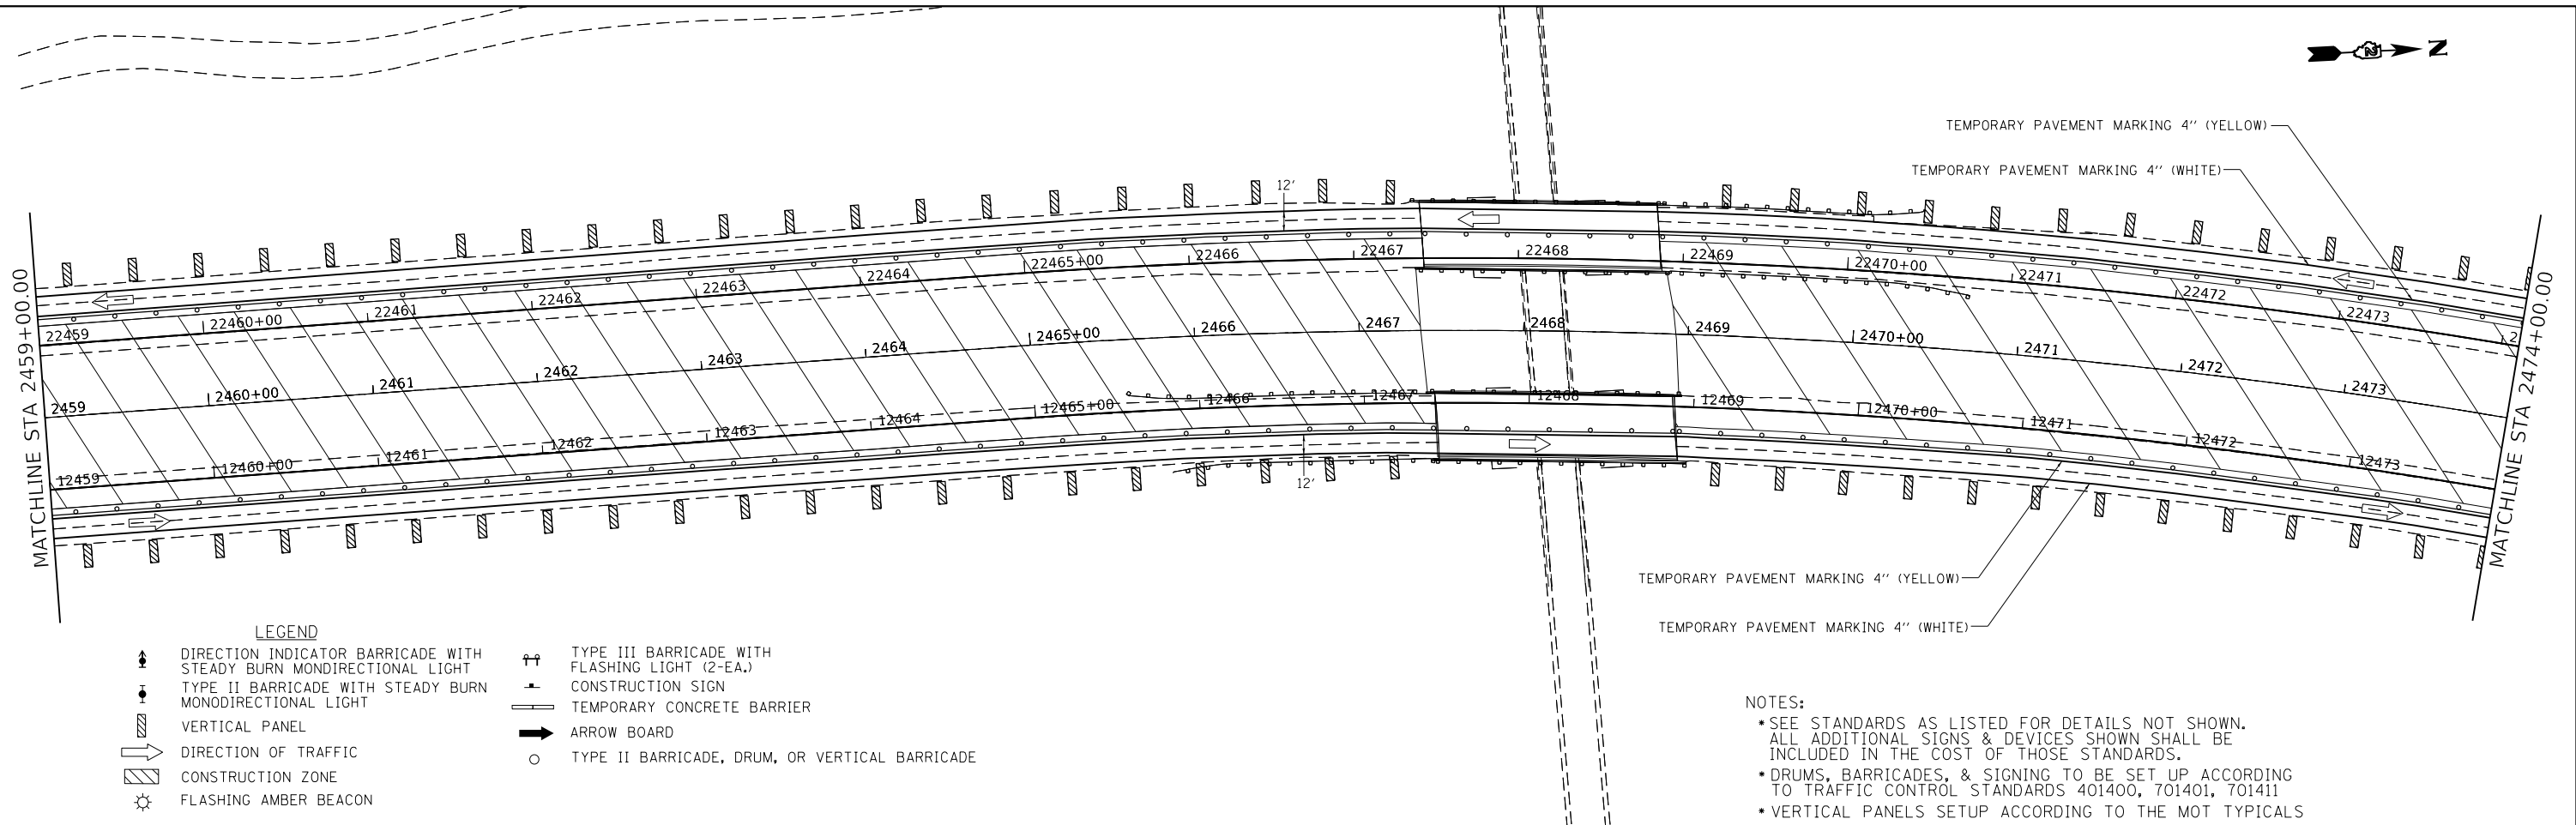 N
TEMPORARY PAVEMENT MARKING 4" (YELLOW)
TEMPORARY PAVEMENT MARKING 4" (WHITE)
12'
MATCHLINE STA 2459+00.00
22459
22460+00
22461
22462
22463
22464
22465+00
22466
22467
22468
22469
22470+00
22471
22472
22473
2
2459
2460+00
2461
2462
2463
2464
2465+00
2466
2467
2468
2469
2470+00
2471
2472
2473
12459
12460+00
12461
12462
12463
12464
12465+00
12466
12467
12468
12469
12470+00
12471
12472
12473
MATCHLINE STA 2474+00.00
12'
TEMPORARY PAVEMENT MARKING 4" (YELLOW)
TEMPORARY PAVEMENT MARKING 4" (WHITE)
LEGEND
DIRECTION INDICATOR BARRICADE WITH
STEADY BURN MONDIRECTIONAL LIGHT
TYPE II BARRICADE WITH STEADY BURN
MONODIRECTIONAL LIGHT
VERTICAL PANEL
DIRECTION OF TRAFFIC
CONSTRUCTION ZONE
FLASHING AMBER BEACON
TYPE III BARRICADE WITH
FLASHING LIGHT (2-EA.)
CONSTRUCTION SIGN
TEMPORARY CONCRETE BARRIER
ARROW BOARD
TYPE II BARRICADE, DRUM, OR VERTICAL BARRICADE
NOTES:
* SEE STANDARDS AS LISTED FOR DETAILS NOT SHOWN.
ALL ADDITIONAL SIGNS & DEVICES SHOWN SHALL BE
INCLUDED IN THE COST OF THOSE STANDARDS.
* DRUMS, BARRICADES, & SIGNING TO BE SET UP ACCORDING
TO TRAFFIC CONTROL STANDARDS 401400, 701401, 701411
* VERTICAL PANELS SETUP ACCORDING TO THE MOT TYPICALS